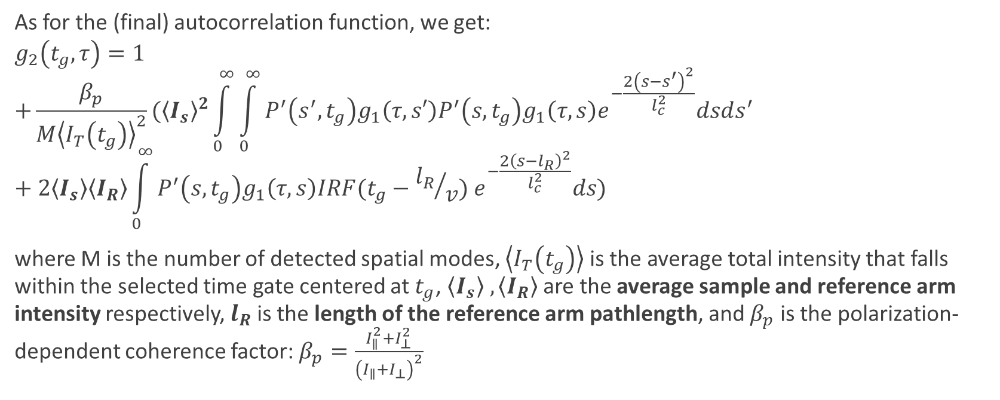 As for the (final) autocorrelation function, we get:
g₂(t_g, τ) = 1
+ β_p / (M⟨I_T(t_g)⟩²) (⟨I_s⟩² ∫₀^∞ ∫₀^∞ P′(s′, t_g)g₁(τ, s′)P′(s, t_g)g₁(τ, s)e^(−2(s−s′)²/l_c²) dsds′
+ 2⟨I_s⟩⟨I_R⟩ ∫₀^∞ P′(s, t_g)g₁(τ, s)IRF(t_g − l_R/v) e^(−2(s−l_R)²/l_c²) ds)
where M is the number of detected spatial modes, ⟨I_T(t_g)⟩ is the average total intensity that falls
within the selected time gate centered at t_g, ⟨I_s⟩ ,⟨I_R⟩ are the average sample and reference arm
intensity respectively, l_R is the length of the reference arm pathlength, and β_p is the polarization-
dependent coherence factor: β_p = (I_∥²+I_⊥²)/(I_∥+I_⊥)²